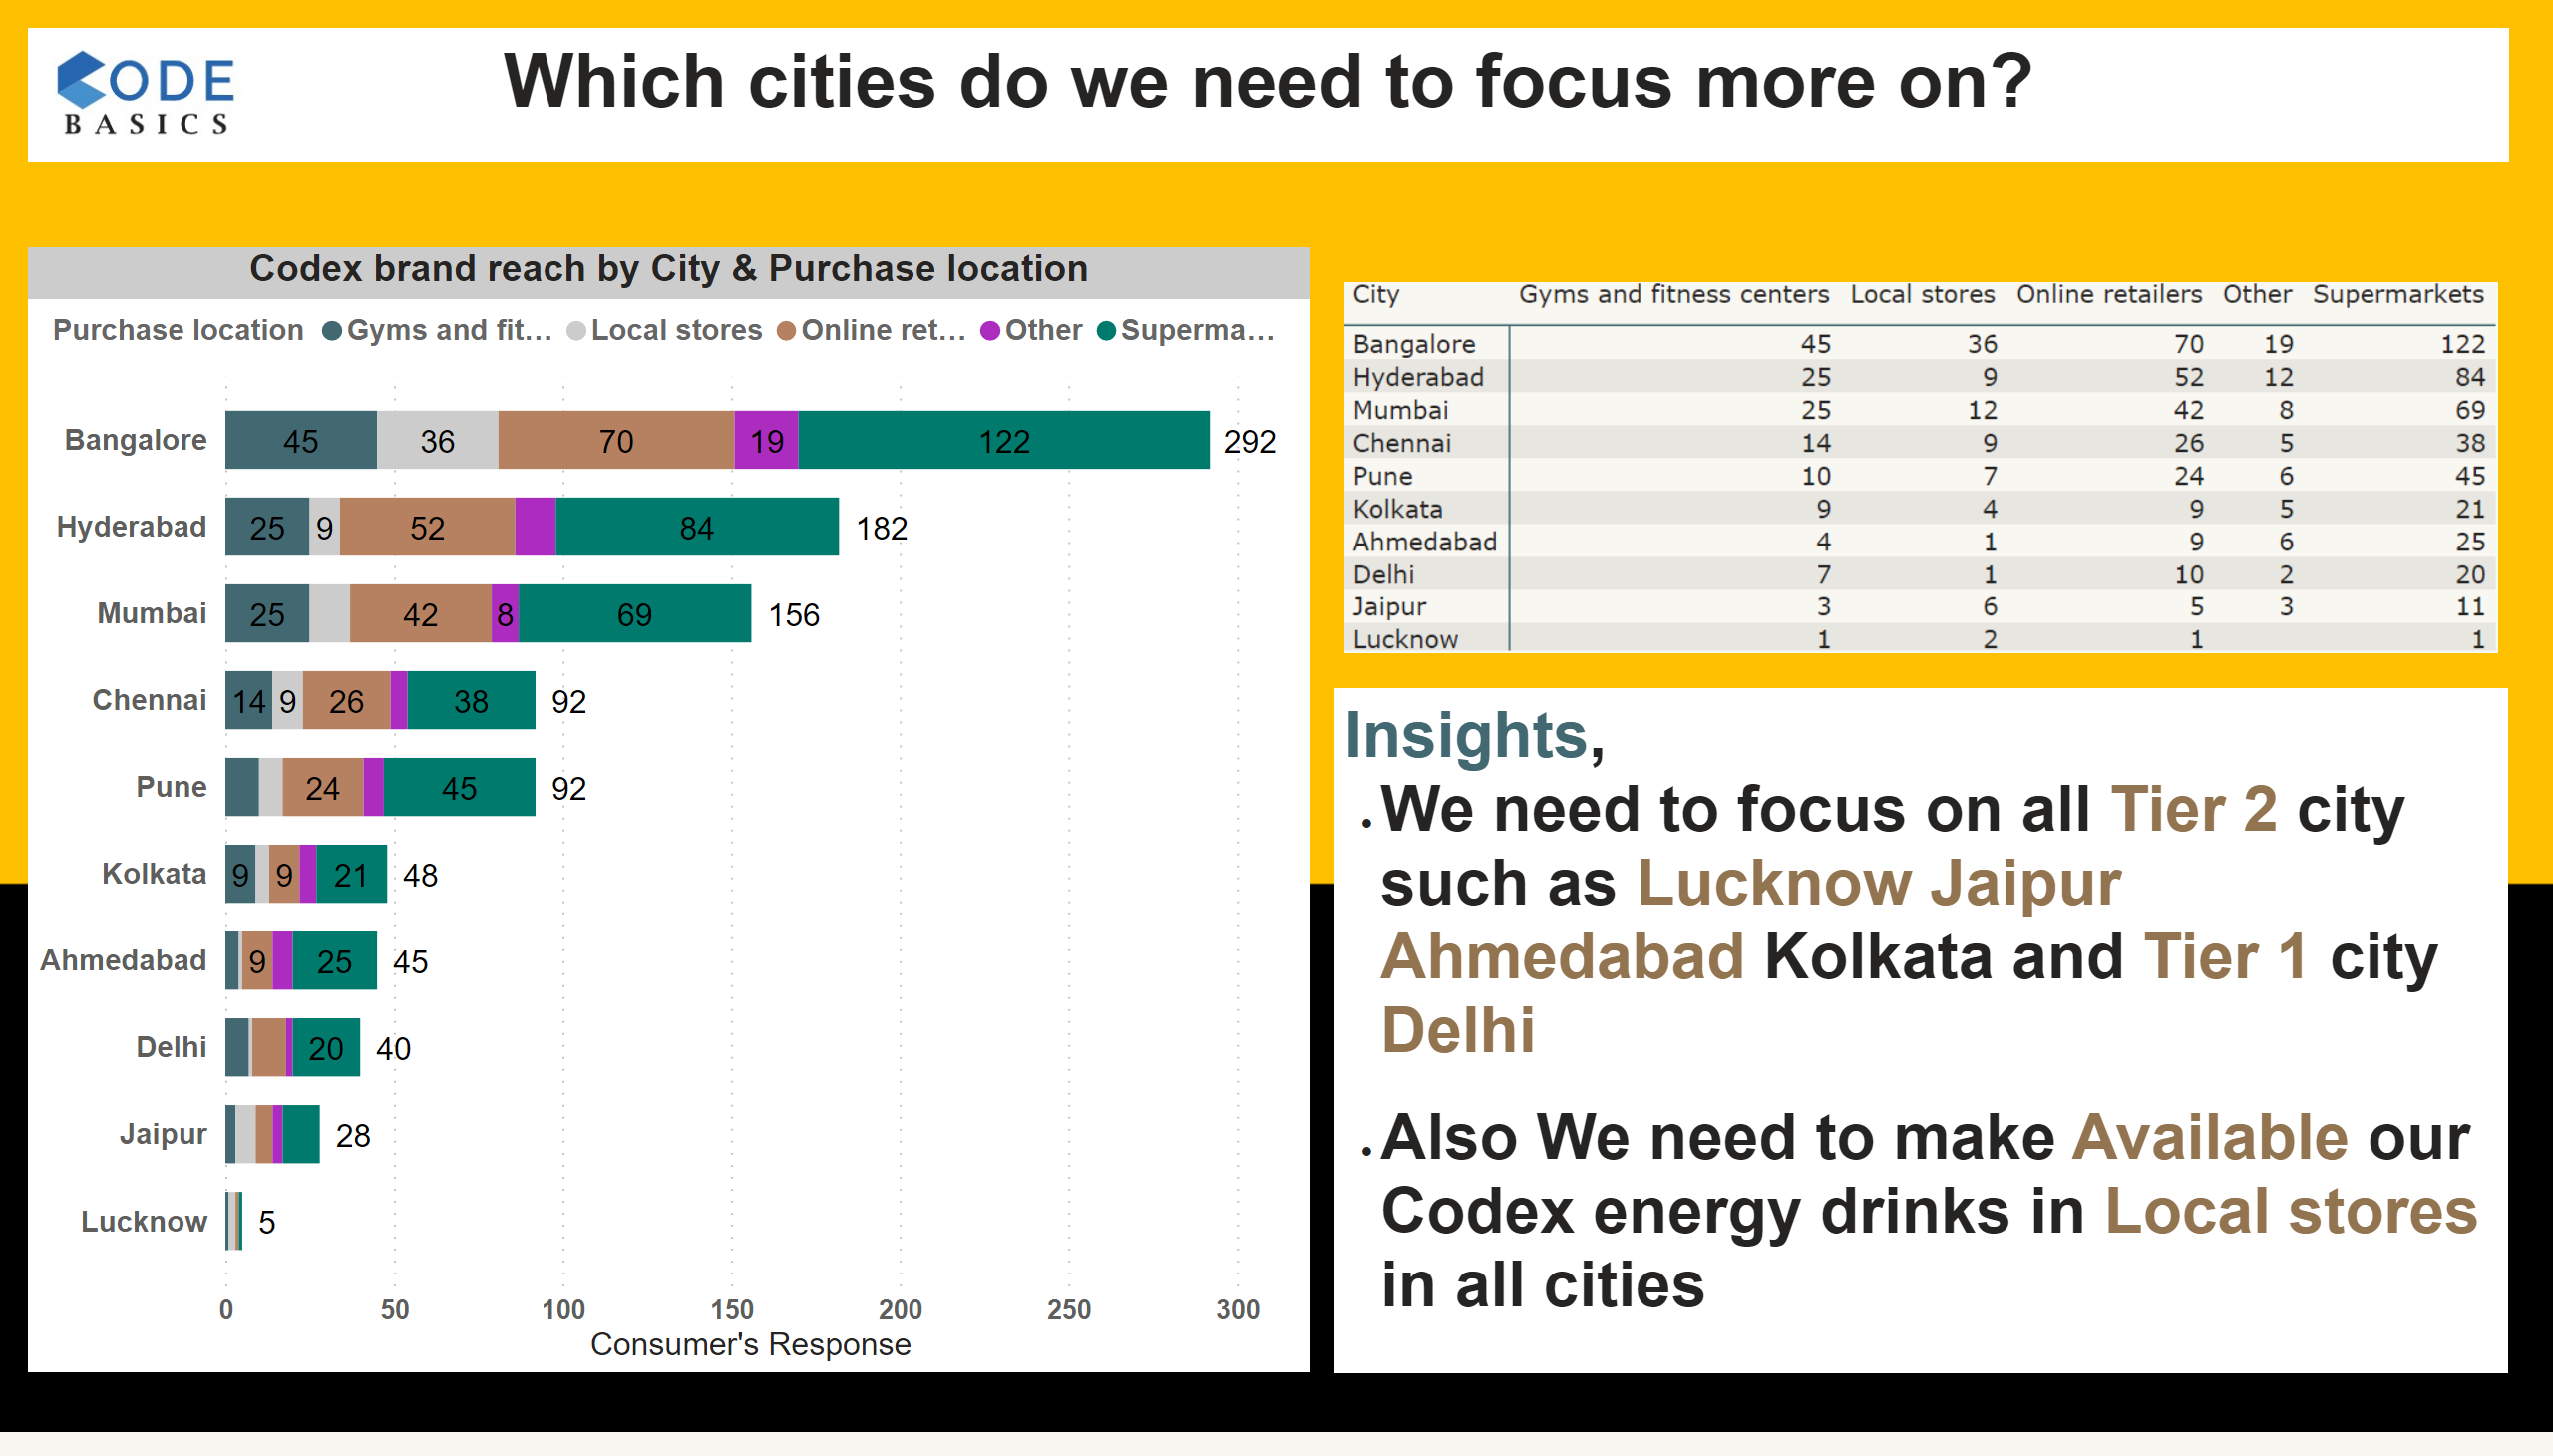 CODE
BASICS
Which cities do we need to focus more on?
Codex brand reach by City & Purchase location
Purchase location Gyms and fit... Local stores Online ret... Other Superma...
Bangalore 45 36 70 19 122 292
Hyderabad 25 9 52 84 182
Mumbai 25 42 8 69 156
Chennai 14 9 26 38 92
Pune 24 45 92
Kolkata 9 9 21 48
Ahmedabad 9 25 45
Delhi 20 40
Jaipur 28
Lucknow 5
0 50 100 150 200 250 300
Consumer's Response
City Gyms and fitness centers Local stores Online retailers Other Supermarkets
Bangalore 45 36 70 19 122
Hyderabad 25 9 52 12 84
Mumbai 25 12 42 8 69
Chennai 14 9 26 5 38
Pune 10 7 24 6 45
Kolkata 9 4 9 5 21
Ahmedabad 4 1 9 6 25
Delhi 7 1 10 2 20
Jaipur 3 6 5 3 11
Lucknow 1 2 1 1
Insights,
• We need to focus on all Tier 2 city
such as Lucknow Jaipur
Ahmedabad Kolkata and Tier 1 city
Delhi
• Also We need to make Available our
Codex energy drinks in Local stores
in all cities